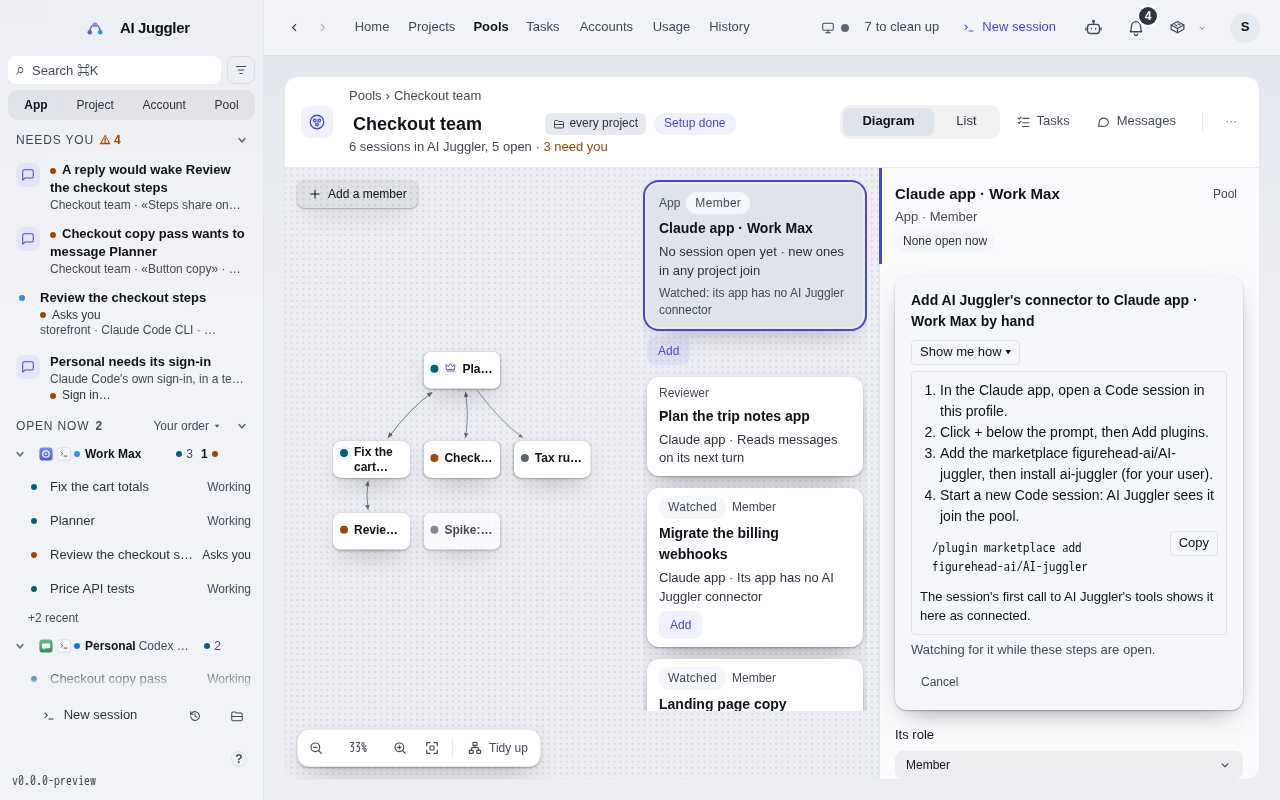 AI Juggler
Search ⌘K
App Project Account Pool
NEEDS YOU 4
A reply would wake Review
the checkout steps
Checkout team · «Steps share on…
Checkout copy pass wants to
message Planner
Checkout team · «Button copy» · …
Review the checkout steps
Asks you
storefront · Claude Code CLI · …
Personal needs its sign-in
Claude Code's own sign-in, in a te…
Sign in…
OPEN NOW 2 Your order
Work Max 3 1
Fix the cart totals Working
Planner Working
Review the checkout s… Asks you
Price API tests Working
+2 recent
Personal Codex … 2
Checkout copy pass Working
New session
?
v0.0.0-preview
Home Projects Pools Tasks Accounts Usage History
7 to clean up
New session
4
S
Pools › Checkout team
Checkout team every project Setup done
6 sessions in AI Juggler, 5 open · 3 need you
Diagram List Tasks Messages ···
Add a member
Pla…
Fix the
cart…
Check…
Tax ru…
Revie…
Spike:…
33%
Tidy up
App Member
Claude app · Work Max
No session open yet · new ones
in any project join
Watched: its app has no AI Juggler
connector
Add
Reviewer
Plan the trip notes app
Claude app · Reads messages
on its next turn
Watched Member
Migrate the billing
webhooks
Claude app · Its app has no AI
Juggler connector
Add
Watched Member
Landing page copy
Claude app · Work Max Pool
App · Member
None open now
Add AI Juggler's connector to Claude app ·
Work Max by hand
Show me how ▾
1. In the Claude app, open a Code session in
this profile.
2. Click + below the prompt, then Add plugins.
3. Add the marketplace figurehead-ai/AI-
juggler, then install ai-juggler (for your user).
4. Start a new Code session: AI Juggler sees it
join the pool.
Copy
/plugin marketplace add
figurehead-ai/AI-juggler
The session's first call to AI Juggler's tools shows it
here as connected.
Watching for it while these steps are open.
Cancel
Its role
Member